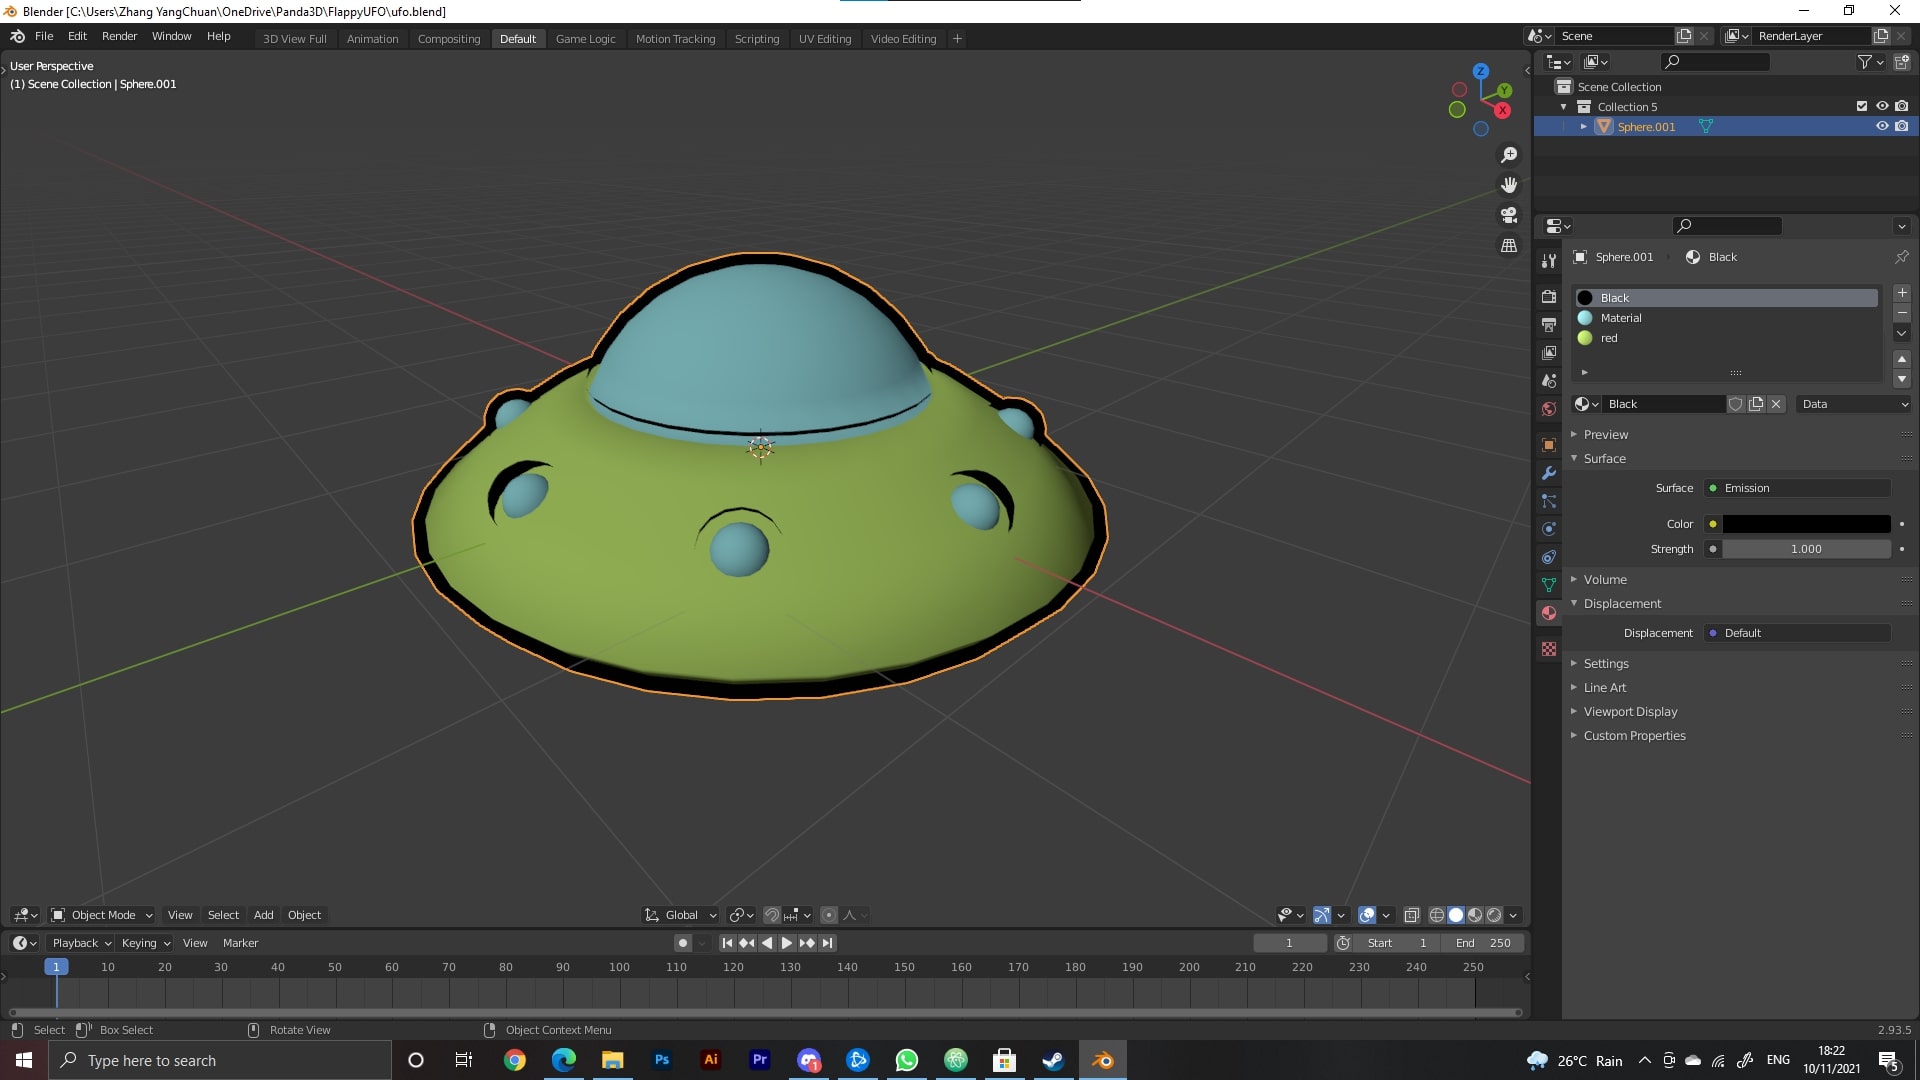 Blender [C:\Users\Zhang YangChuan\OneDrive\Panda3D\FlappyUFO\ufo.blend]
File Edit Render Window Help 3D View Full Animation Compositing Default Game Logic Motion Tracking Scripting UV Editing Video Editing + Scene RenderLayer
User Perspective
(1) Scene Collection | Sphere.001
Z
Y
X
Scene Collection
Collection 5
Sphere.001
Sphere.001 Black
Black
Material
red
Black Data
Preview
Surface
Surface Emission
Color
Strength 1.000
Volume
Displacement
Displacement Default
Settings
Line Art
Viewport Display
Custom Properties
Object Mode View Select Add Object Global
Playback Keying View Marker 1 Start 1 End 250
1 10 20 30 40 50 60 70 80 90 100 110 120 130 140 150 160 170 180 190 200 210 220 230 240 250
Select Box Select Rotate View Object Context Menu 2.93.5
Type here to search Ps Ai Pr 1 26°C Rain ENG 18:22
10/11/2021 5